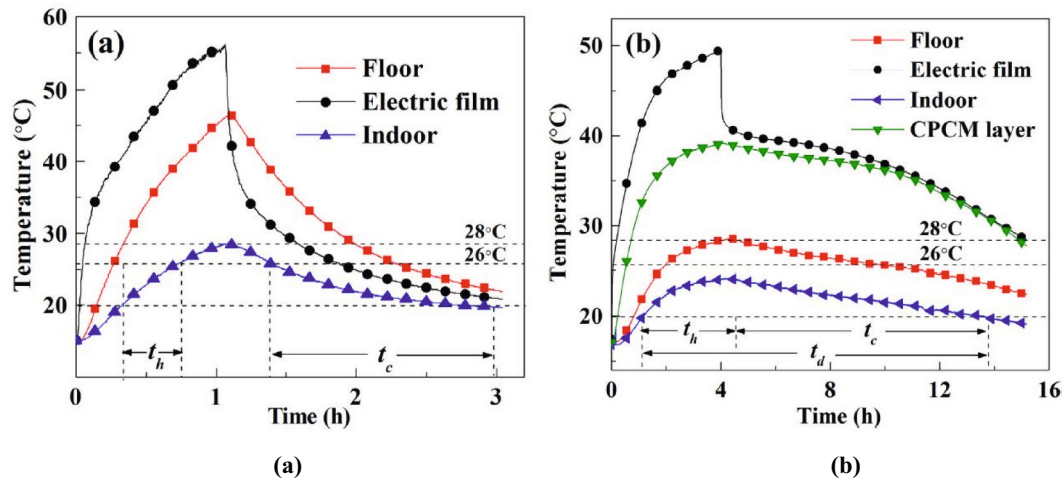 (a)
Temperature (°C)
60
50
40
30
20
Floor
Electric film
Indoor
28°C
26°C
t_h
t_c
0
1
2
3
Time (h)
(b)
Temperature (°C)
50
40
30
20
Floor
Electric film
Indoor
CPCM layer
28°C
26°C
t_h
t_c
t_d
0
4
8
12
15
16
Time (h)
(a)
(b)